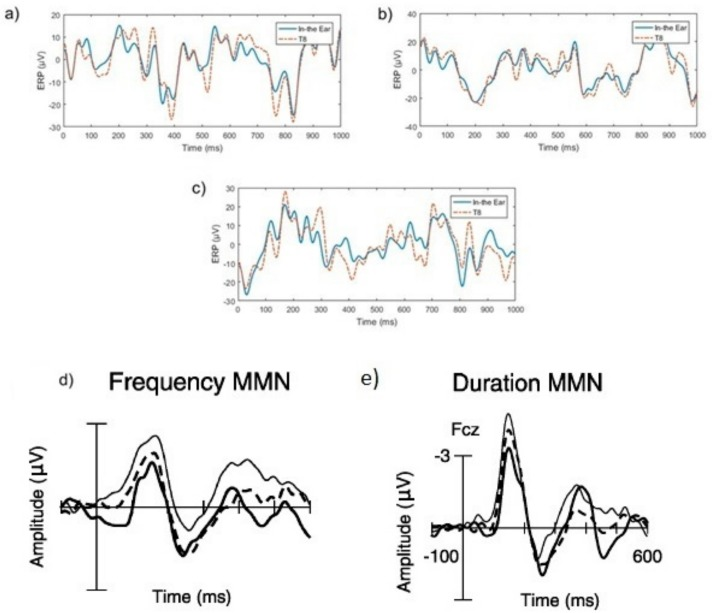 a)
ERP (μV)
20
10
0
-10
-20
-30
0 100 200 300 400 500 600 700 800 900 1000
Time (ms)
In-the Ear
T8
b)
ERP (μV)
40
20
0
-20
-40
0 100 200 300 400 500 600 700 800 900 1000
Time (ms)
In-the Ear
T8
c)
ERP (μV)
30
20
10
0
-10
-20
-30
0 100 200 300 400 500 600 700 800 900 1000
Time (ms)
In-the Ear
T8
d) Frequency MMN
Amplitude (μV)
Time (ms)
e) Duration MMN
Fcz
-3
Amplitude (μV)
-100 600
Time (ms)